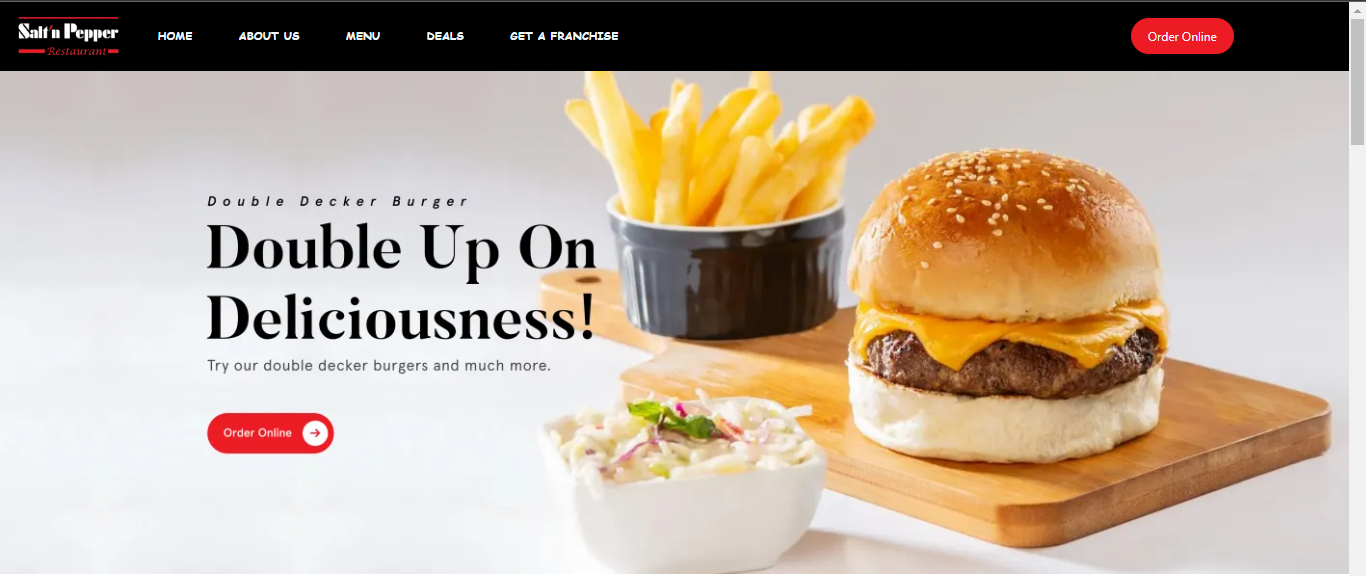 Salt'n Pepper
Restaurant
HOME
ABOUT US
MENU
DEALS
GET A FRANCHISE
Order Online
Double Decker Burger
Double Up On
Deliciousness!
Try our double decker burgers and much more.
Order Online